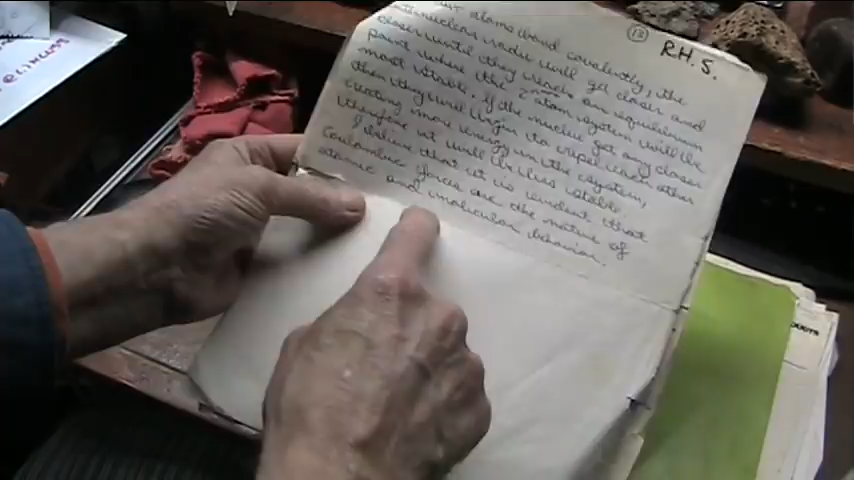 (13) R.H.S.
atoms bond covalently, the
internuclear radii will get closer and
closer until they reach an equilibrium
point where the 2 atom system will be
most stable. If the nuclei get any closer
then they will begin to repel each other
creating more energy in the system,
therefore it will be less stable.
I believe that it is evident that
Coulombic forces are the nature of
atomic and molecular behavior.